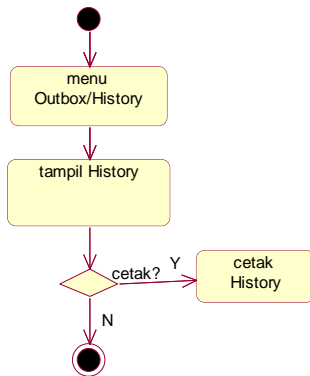 menu
Outbox/History
tampil History
cetak?
Y
cetak
History
N